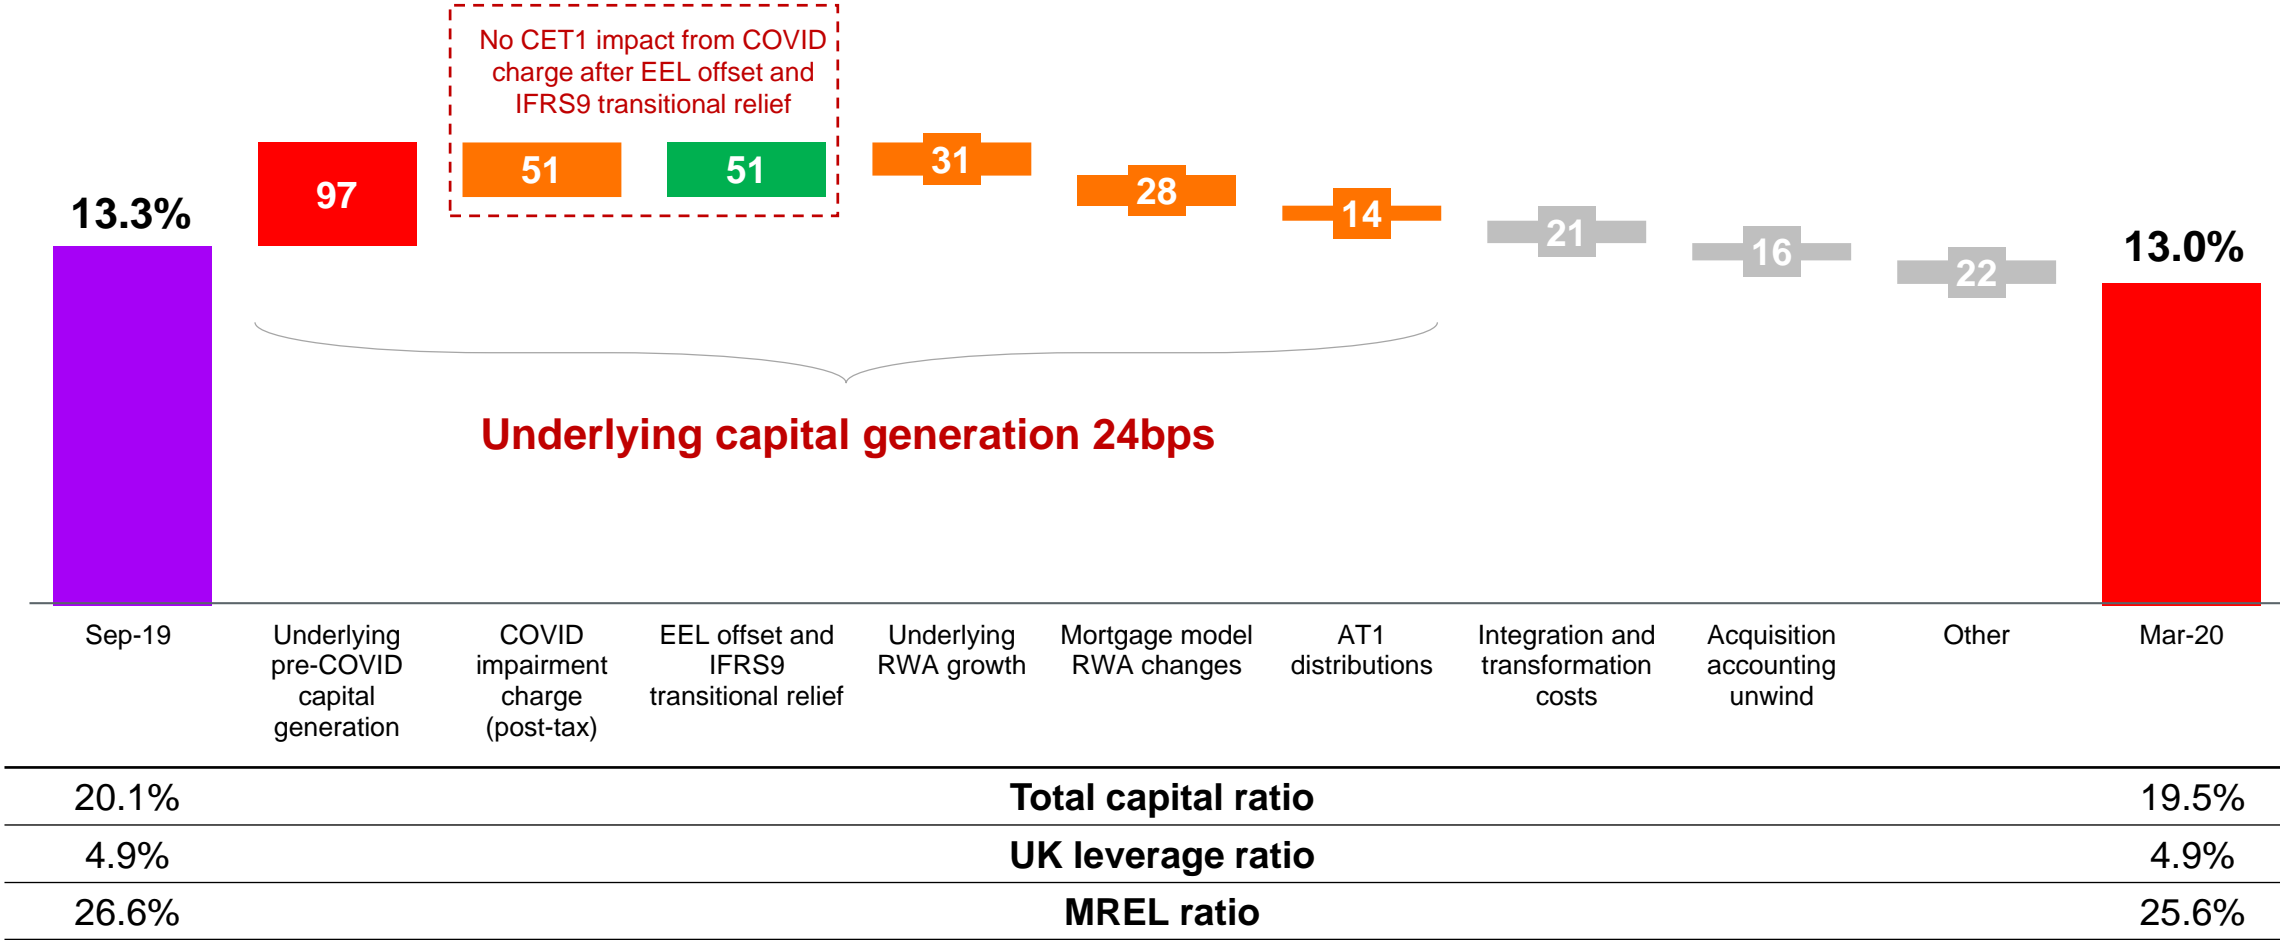 No CET1 impact from COVID
charge after EEL offset and
IFRS9 transitional relief
13.3%
97
51
51
31
28
14
21
16
22
13.0%
Underlying capital generation 24bps
Sep-19
Underlying
pre-COVID
capital
generation
COVID
impairment
charge
(post-tax)
EEL offset and
IFRS9
transitional relief
Underlying
RWA growth
Mortgage model
RWA changes
AT1
distributions
Integration and
transformation
costs
Acquisition
accounting
unwind
Other
Mar-20
20.1% Total capital ratio 19.5%
4.9% UK leverage ratio 4.9%
26.6% MREL ratio 25.6%